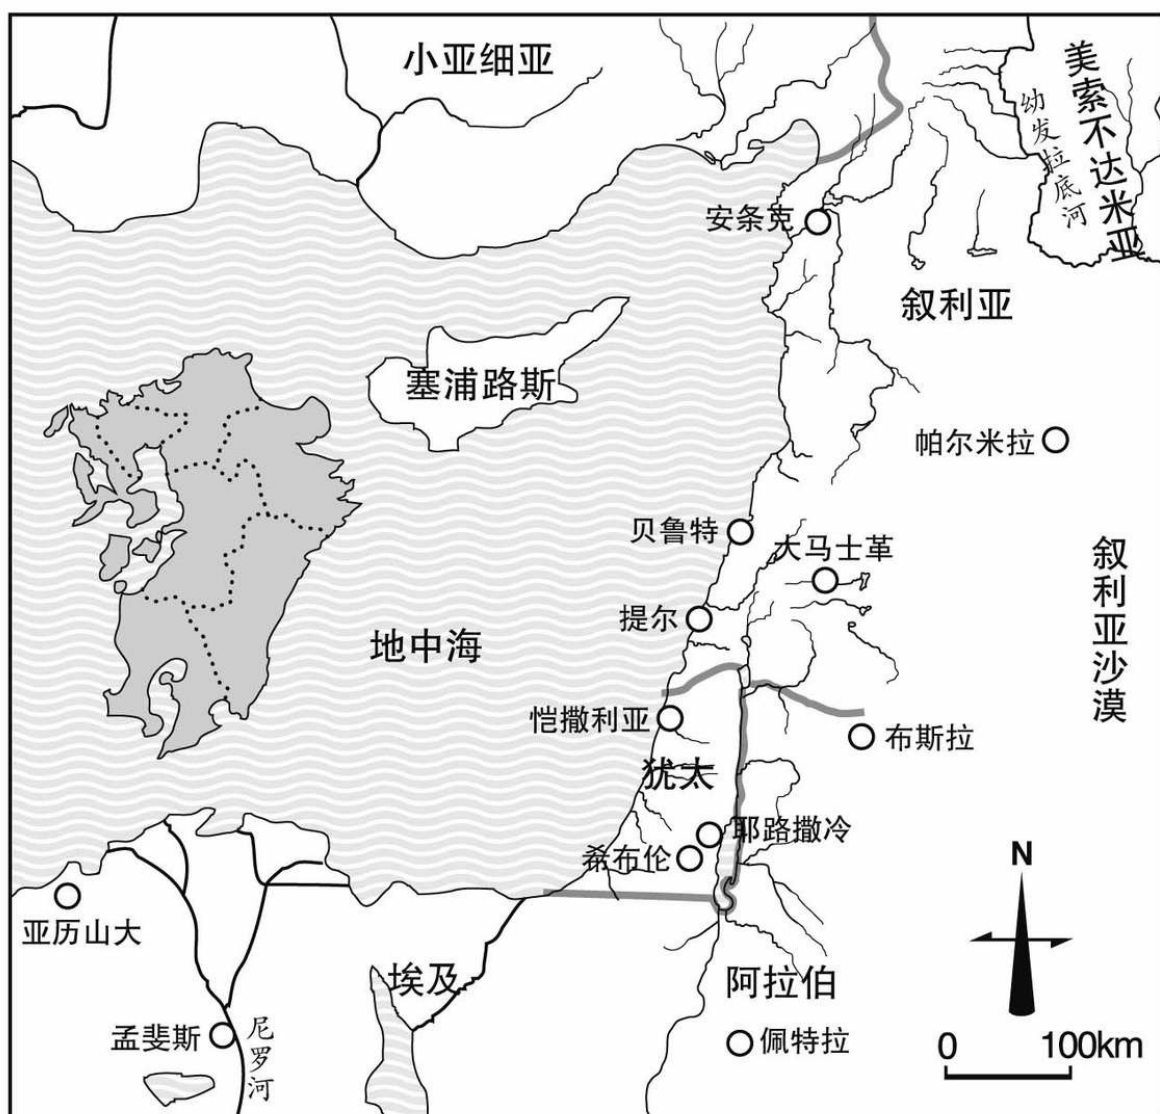 小亚细亚
美索不达米亚
幼发拉底河
安条克
叙利亚
塞浦路斯
帕尔米拉
贝鲁特
大马士革
叙利亚沙漠
提尔
地中海
恺撒利亚
布斯拉
犹太
耶路撒冷
希布伦
N
亚历山大
埃及
阿拉伯
孟斐斯
尼罗河
佩特拉
0 100km